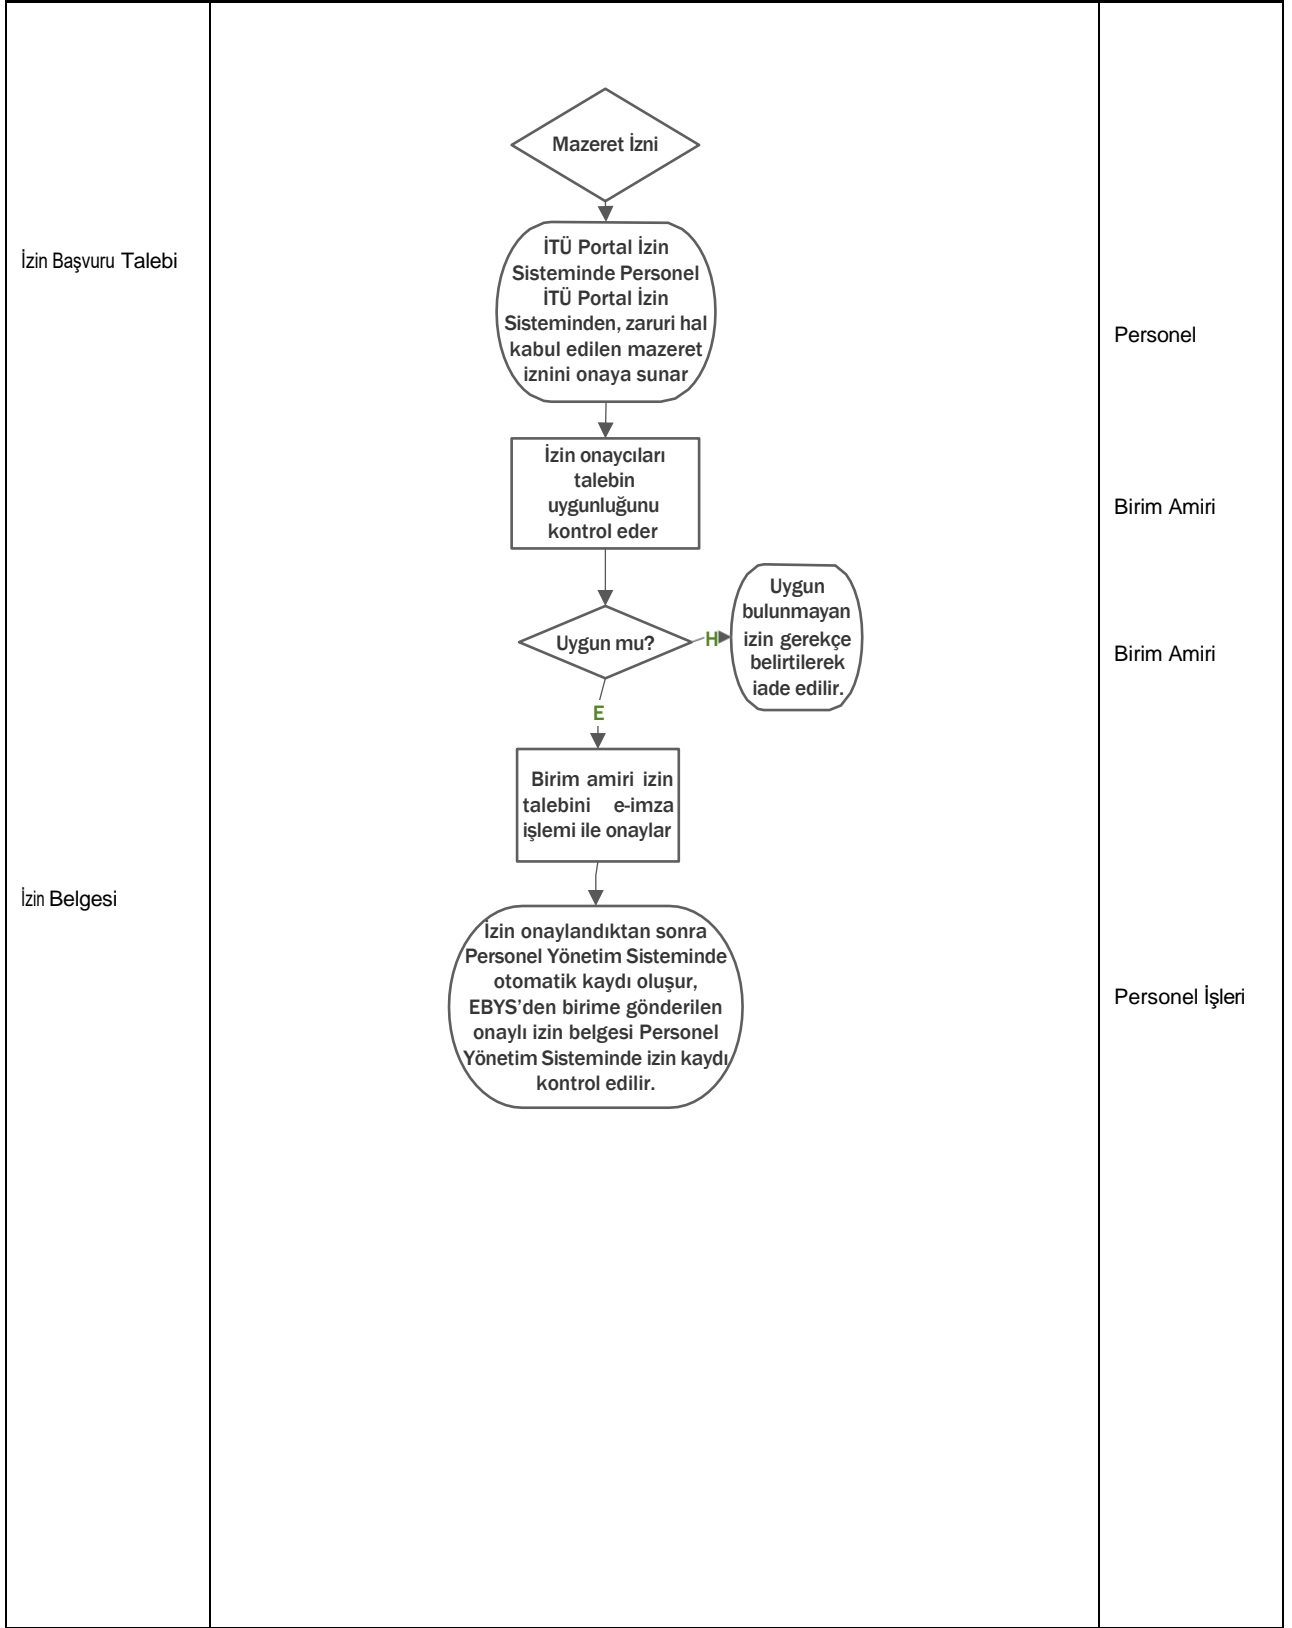 Mazeret İzni
İzin Başvuru Talebi
İTÜ Portal İzin
Sisteminde Personel
İTÜ Portal İzin
Sisteminden, zaruri hal
kabul edilen mazeret
iznini onaya sunar
Personel
İzin onaycıları
talebin
uygunluğunu
kontrol eder
Birim Amiri
Uygun mu?
H
Uygun
bulunmayan
izin gerekçe
belirtilerek
iade edilir.
Birim Amiri
E
Birim amiri izin
talebini e-imza
işlemi ile onaylar
İzin Belgesi
İzin onaylandıktan sonra
Personel Yönetim Sisteminde
otomatik kaydı oluşur,
EBYS’den birime gönderilen
onaylı izin belgesi Personel
Yönetim Sisteminde izin kaydı
kontrol edilir.
Personel İşleri